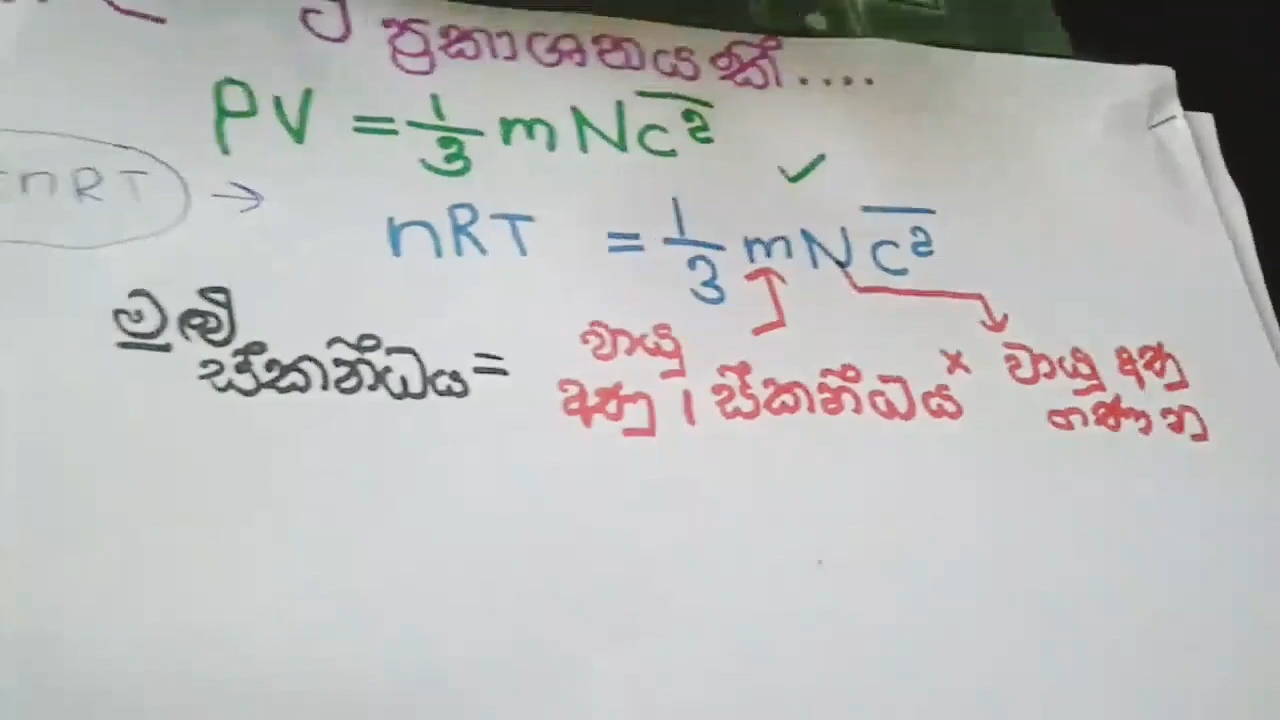 ප්‍රකාශනයකි....
PV = 1/3 mNc̅²̅
nRT →
nRT = 1/3 mNc̅²̅
මුළු
ස්කන්ධය =
වායු
අණු 1 ස්කන්ධය × වායු අණු
ගණන